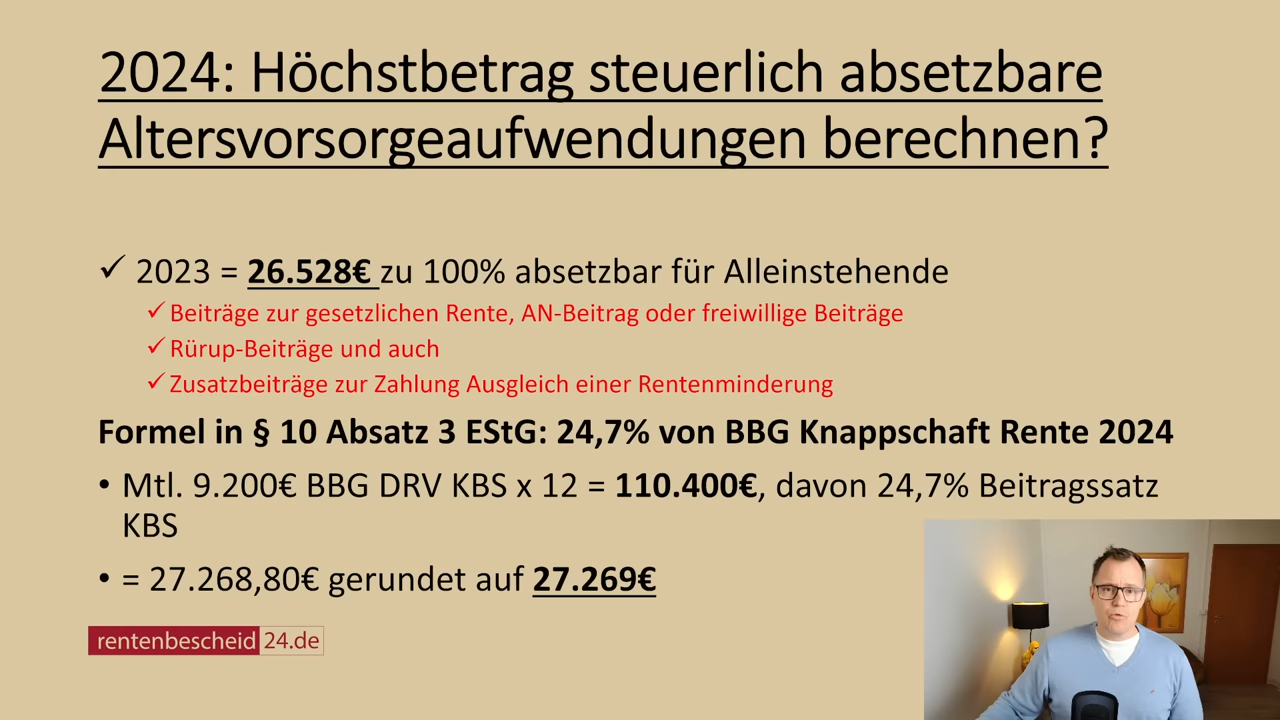 2024: Höchstbetrag steuerlich absetzbare
Altersvorsorgeaufwendungen berechnen?
✓ 2023 = 26.528€ zu 100% absetzbar für Alleinstehende
✓ Beiträge zur gesetzlichen Rente, AN-Beitrag oder freiwillige Beiträge
✓ Rürup-Beiträge und auch
✓ Zusatzbeiträge zur Zahlung Ausgleich einer Rentenminderung
Formel in § 10 Absatz 3 EStG: 24,7% von BBG Knappschaft Rente 2024
• Mtl. 9.200€ BBG DRV KBS x 12 = 110.400€, davon 24,7% Beitragssatz
KBS
• = 27.268,80€ gerundet auf 27.269€
rentenbescheid 24.de